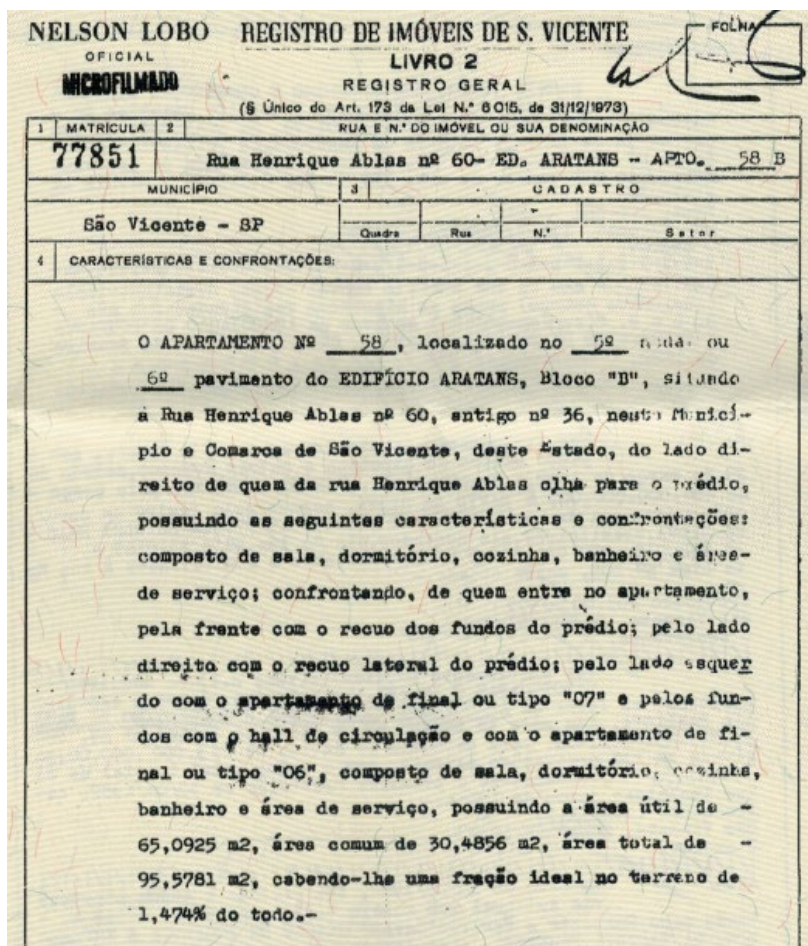 NELSON LOBO REGISTRO DE IMÓVEIS DE S. VICENTE FOLHA
OFICIAL LIVRO 2
MICROFILMADO REGISTRO GERAL
(§ Único do Art. 173 da Lei N.º 6015, de 31/12/1973)
1 MATRÍCULA 2 RUA E N.º DO IMÓVEL OU SUA DENOMINAÇÃO
77851 Rua Henrique Ablas nº 60- ED. ARATANS - APTO. 58 B
MUNICÍPIO 3 CADASTRO
São Vicente - SP
Quadra Rua N.º Setor
4 CARACTERÍSTICAS E CONFRONTAÇÕES:
O APARTAMENTO Nº 58, localizado no 5º andar ou
6º pavimento do EDIFÍCIO ARATANS, Bloco "B", situado
a Rua Henrique Ablas nº 60, antigo nº 36, neste Municí-
pio e Comarca de São Vicente, deste Estado, do lado di-
reito de quem da rua Henrique Ablas olha para o prédio,
possuindo as seguintes características e confrontações:
composto de sala, dormitório, cozinha, banheiro e área-
de serviço; confrontando, de quem entra no apartamento,
pela frente com o recuo dos fundos do prédio; pelo lado
direito com o recuo lateral do prédio; pelo lado esquer
do com o apartamento de final ou tipo "07" e pelos fun-
dos com o hall de circulação e com o apartamento de fi-
nal ou tipo "06", composto de sala, dormitório, cozinha,
banheiro e área de serviço, possuindo a área útil de -
65,0925 m2, área comum de 30,4856 m2, área total de -
95,5781 m2, cabendo-lhe uma fração ideal no terreno de
1,474% do todo.-